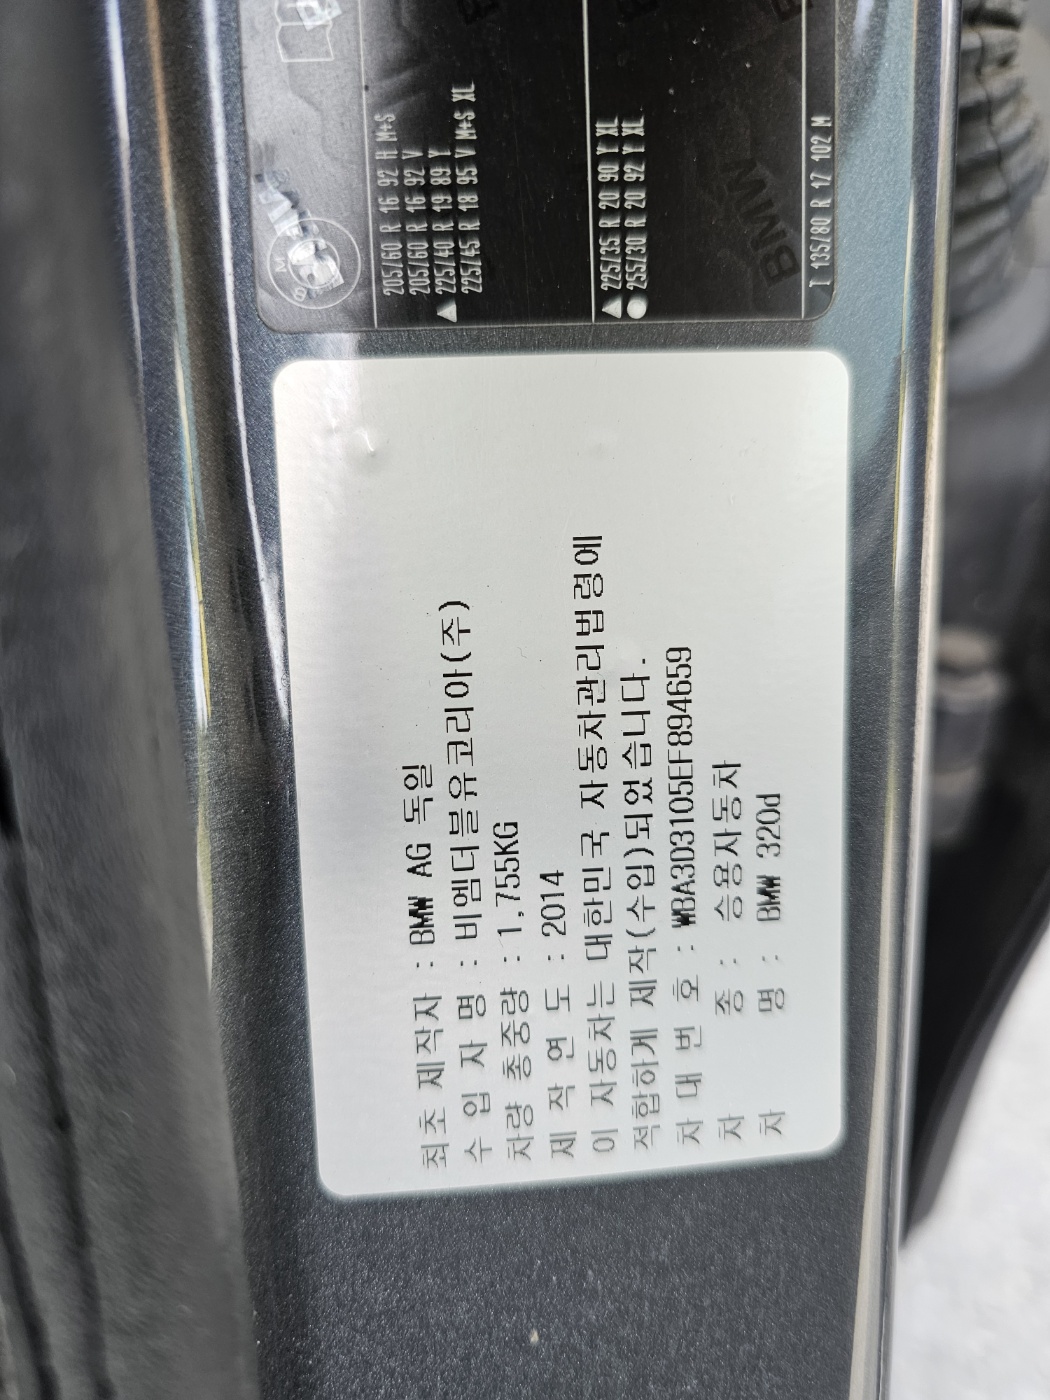 최초 제작자 : BMW AG 독일
수 입 자 명 : 비엠더블유코리아(주)
차량 총중량 : 1,755KG
제 작 연 도 : 2014
이 자동차는 대한민국 자동차관리법령에
적합하게 제작(수입)되었습니다.
차 대 번 호 : WBA3D3105EF894659
차 종 : 승용자동차
차 명 : BMW 320d
205/60 R 16 92 H M+S
205/60 R 16 92 V
225/40 R 19 89 Y
225/45 R 18 95 V M+S XL
225/35 R 20 90 Y XL
255/30 R 20 92 Y XL
T 135/80 R 17 102 M
BMW